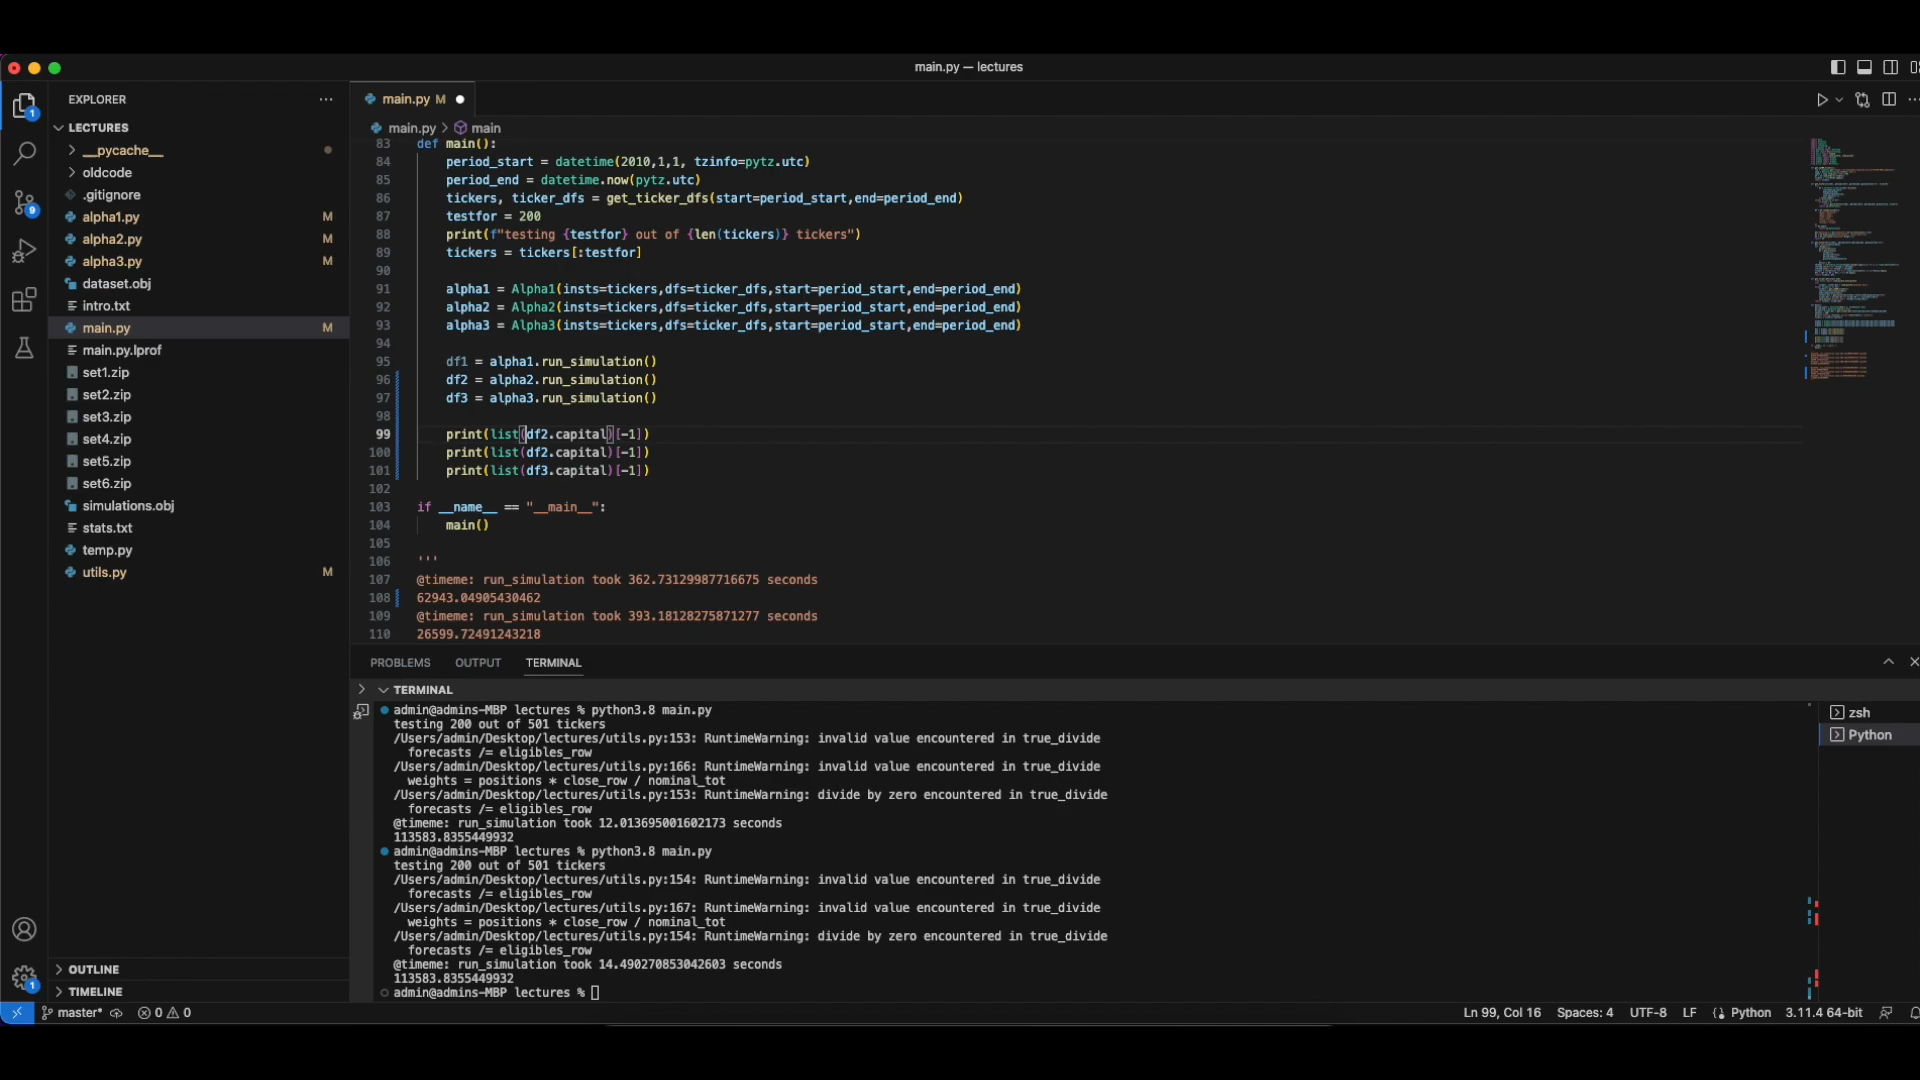 main.py — lectures
EXPLORER
LECTURES
__pycache__
oldcode
.gitignore
alpha1.py M
alpha2.py M
alpha3.py M
dataset.obj
intro.txt
main.py M
main.py.lprof
set1.zip
set2.zip
set3.zip
set4.zip
set5.zip
set6.zip
simulations.obj
stats.txt
temp.py
utils.py M
OUTLINE
TIMELINE
1
9
1
main.py M
main.py > main
83 def main():
84 period_start = datetime(2010,1,1, tzinfo=pytz.utc)
85 period_end = datetime.now(pytz.utc)
86 tickers, ticker_dfs = get_ticker_dfs(start=period_start,end=period_end)
87 testfor = 200
88 print(f"testing {testfor} out of {len(tickers)} tickers")
89 tickers = tickers[:testfor]
90
91 alpha1 = Alpha1(insts=tickers,dfs=ticker_dfs,start=period_start,end=period_end)
92 alpha2 = Alpha2(insts=tickers,dfs=ticker_dfs,start=period_start,end=period_end)
93 alpha3 = Alpha3(insts=tickers,dfs=ticker_dfs,start=period_start,end=period_end)
94
95 df1 = alpha1.run_simulation()
96 df2 = alpha2.run_simulation()
97 df3 = alpha3.run_simulation()
98
99 print(list(df2.capital)[-1])
100 print(list(df2.capital)[-1])
101 print(list(df3.capital)[-1])
102
103 if __name__ == "__main__":
104 main()
105
106 '''
107 @timeme: run_simulation took 362.73129987716675 seconds
108 62943.04905430462
109 @timeme: run_simulation took 393.18128275871277 seconds
110 26599.72491243218
PROBLEMS OUTPUT TERMINAL
TERMINAL
admin@admins-MBP lectures % python3.8 main.py
testing 200 out of 501 tickers
/Users/admin/Desktop/lectures/utils.py:153: RuntimeWarning: invalid value encountered in true_divide
forecasts /= eligibles_row
/Users/admin/Desktop/lectures/utils.py:166: RuntimeWarning: invalid value encountered in true_divide
weights = positions * close_row / nominal_tot
/Users/admin/Desktop/lectures/utils.py:153: RuntimeWarning: divide by zero encountered in true_divide
forecasts /= eligibles_row
@timeme: run_simulation took 12.013695001602173 seconds
113583.8355449932
admin@admins-MBP lectures % python3.8 main.py
testing 200 out of 501 tickers
/Users/admin/Desktop/lectures/utils.py:154: RuntimeWarning: invalid value encountered in true_divide
forecasts /= eligibles_row
/Users/admin/Desktop/lectures/utils.py:167: RuntimeWarning: invalid value encountered in true_divide
weights = positions * close_row / nominal_tot
/Users/admin/Desktop/lectures/utils.py:154: RuntimeWarning: divide by zero encountered in true_divide
forecasts /= eligibles_row
@timeme: run_simulation took 14.490270853042603 seconds
113583.8355449932
admin@admins-MBP lectures %
zsh
Python
master* 0 0 Ln 99, Col 16 Spaces: 4 UTF-8 LF Python 3.11.4 64-bit